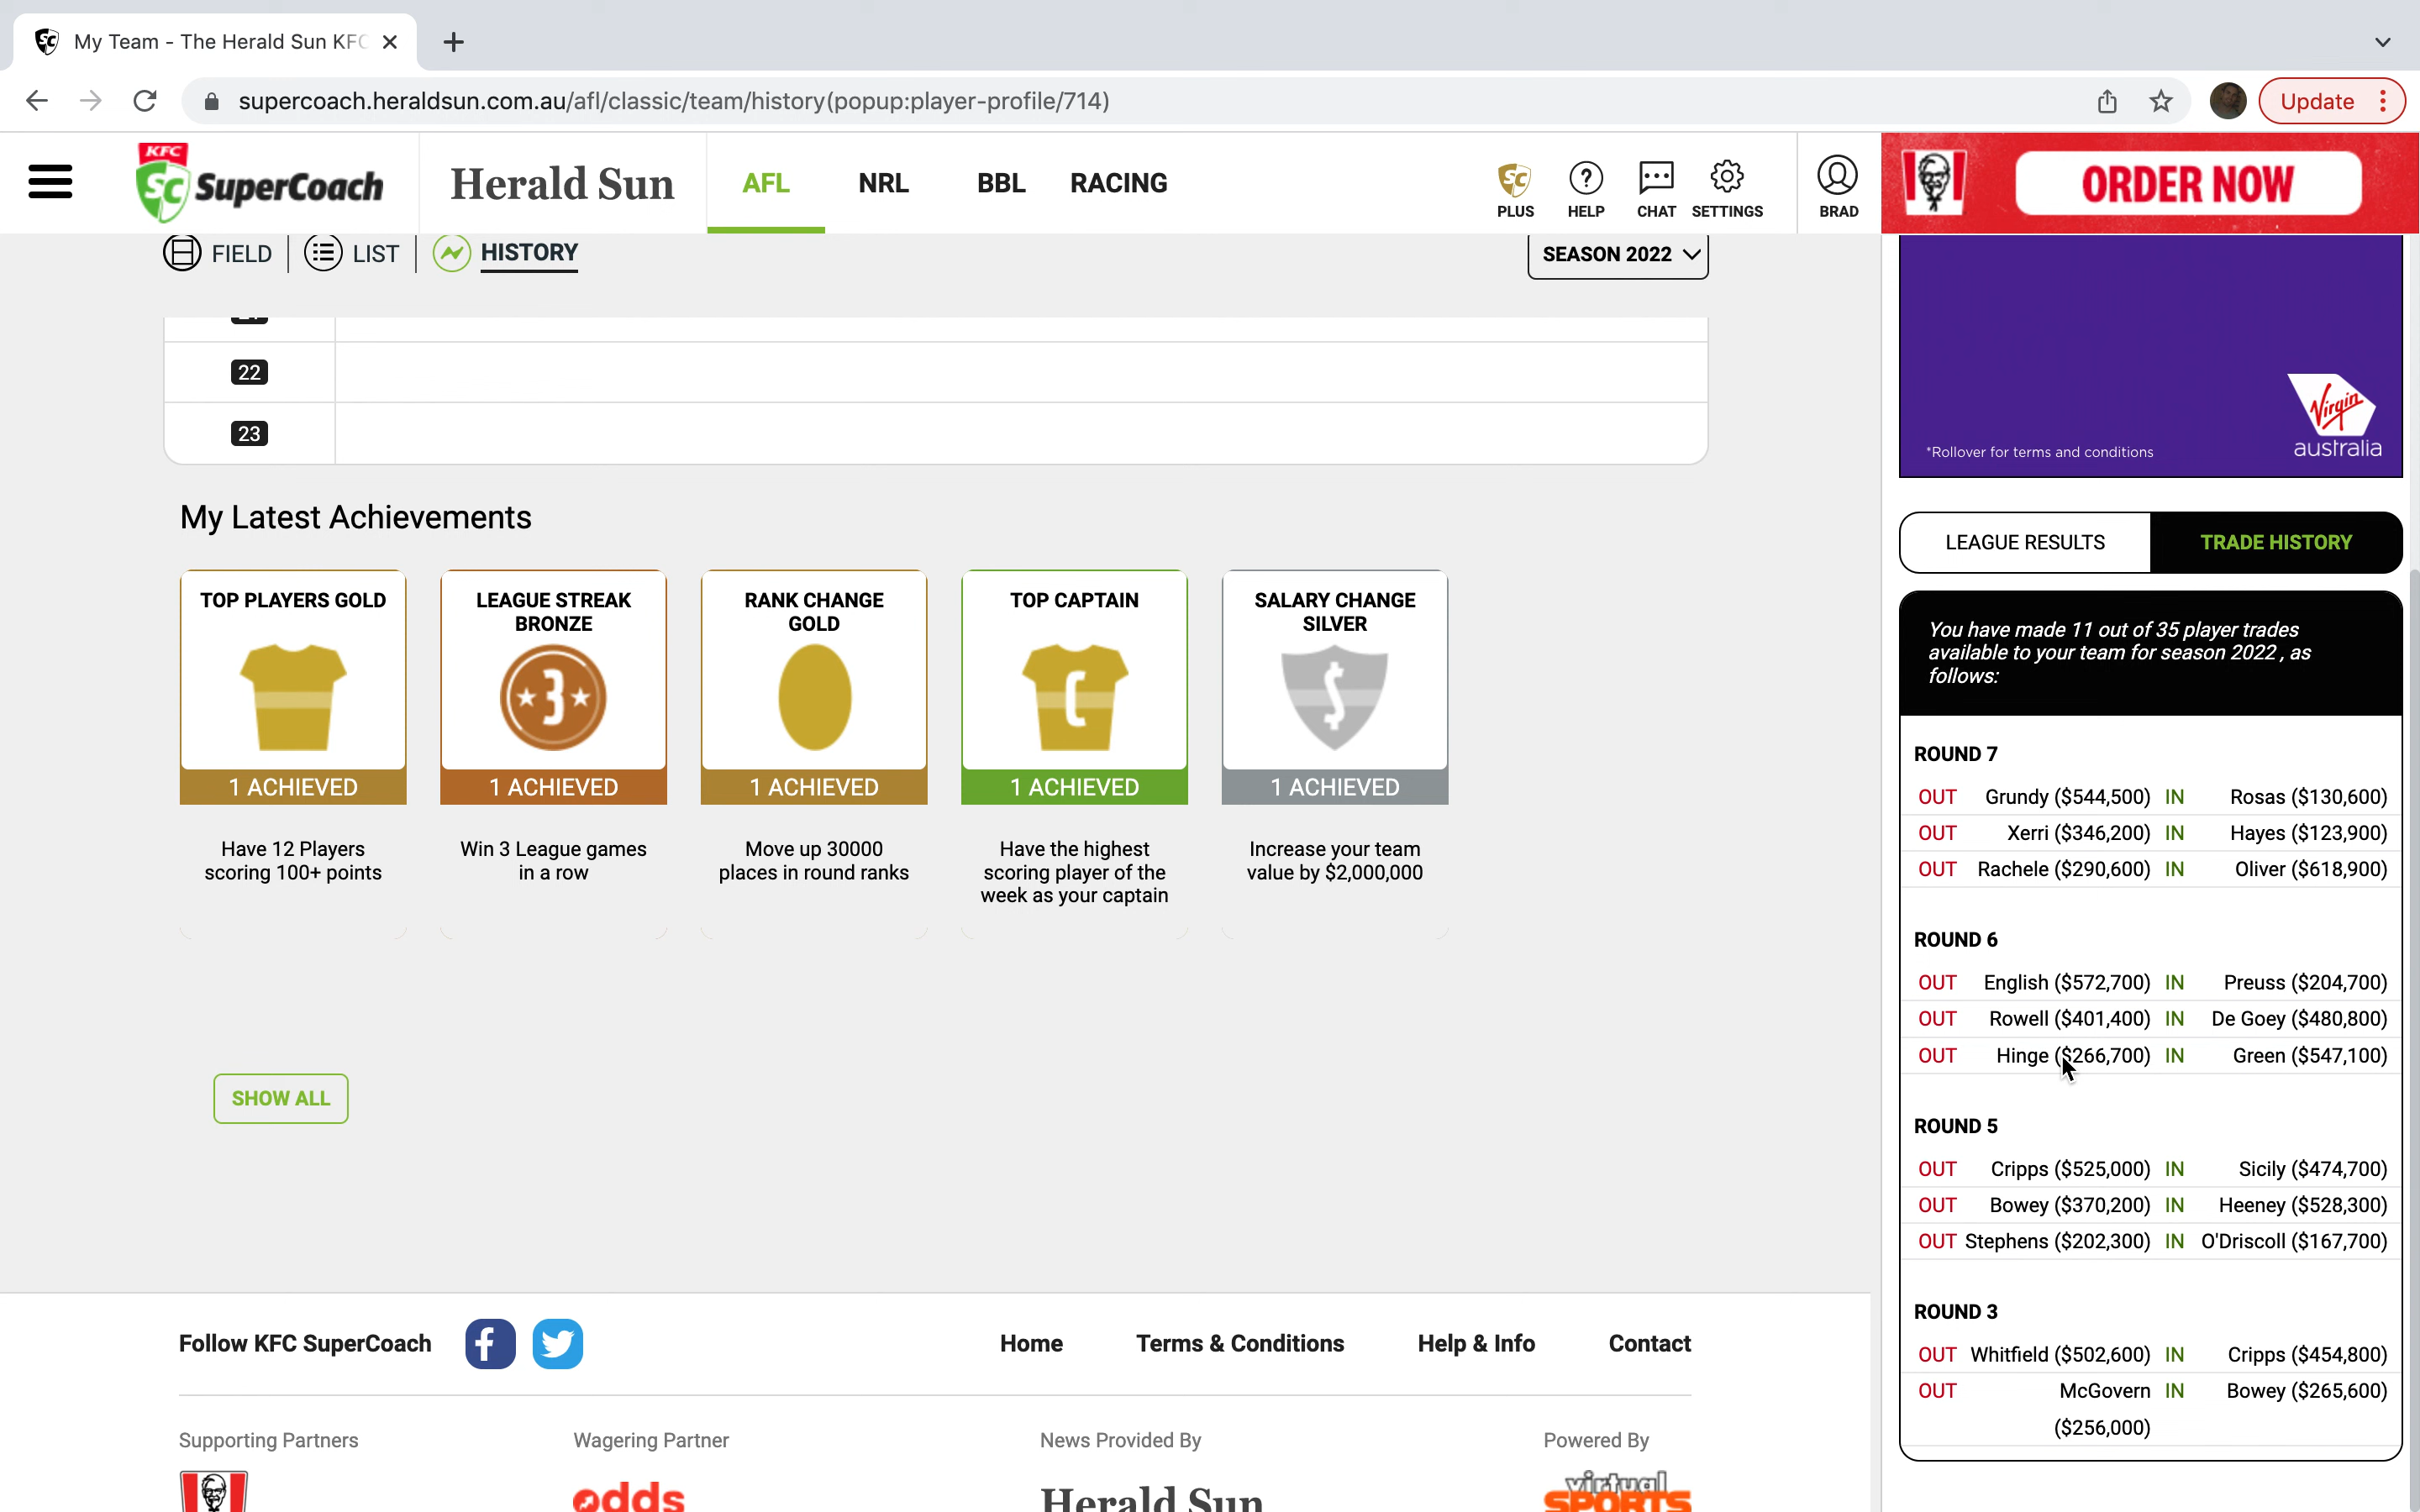 My Team - The Herald Sun KFC
supercoach.heraldsun.com.au/afl/classic/team/history(popup:player-profile/714)
Update
KFC
SC SuperCoach
Herald Sun
AFL
NRL
BBL
RACING
SC
PLUS
HELP
CHAT
SETTINGS
BRAD
ORDER NOW
FIELD
LIST
HISTORY
SEASON 2022
22
23
*Rollover for terms and conditions
Virgin
australia
My Latest Achievements
TOP PLAYERS GOLD
1 ACHIEVED
Have 12 Players
scoring 100+ points
LEAGUE STREAK
BRONZE
3
1 ACHIEVED
Win 3 League games
in a row
RANK CHANGE
GOLD
1 ACHIEVED
Move up 30000
places in round ranks
TOP CAPTAIN
C
1 ACHIEVED
Have the highest
scoring player of the
week as your captain
SALARY CHANGE
SILVER
$
1 ACHIEVED
Increase your team
value by $2,000,000
SHOW ALL
LEAGUE RESULTS
TRADE HISTORY
You have made 11 out of 35 player trades
available to your team for season 2022 , as
follows:
ROUND 7
OUT Grundy ($544,500) IN Rosas ($130,600)
OUT Xerri ($346,200) IN Hayes ($123,900)
OUT Rachele ($290,600) IN Oliver ($618,900)
ROUND 6
OUT English ($572,700) IN Preuss ($204,700)
OUT Rowell ($401,400) IN De Goey ($480,800)
OUT Hinge ($266,700) IN Green ($547,100)
ROUND 5
OUT Cripps ($525,000) IN Sicily ($474,700)
OUT Bowey ($370,200) IN Heeney ($528,300)
OUT Stephens ($202,300) IN O'Driscoll ($167,700)
ROUND 3
OUT Whitfield ($502,600) IN Cripps ($454,800)
OUT McGovern IN Bowey ($265,600)
($256,000)
Follow KFC SuperCoach
Home
Terms & Conditions
Help & Info
Contact
Supporting Partners
Wagering Partner
News Provided By
Powered By
odds
Herald Sun
virtual
SPORTS